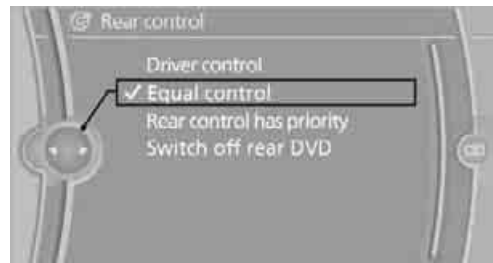 Rear control
Driver control
✓ Equal control
Rear control has priority
Switch off rear DVD